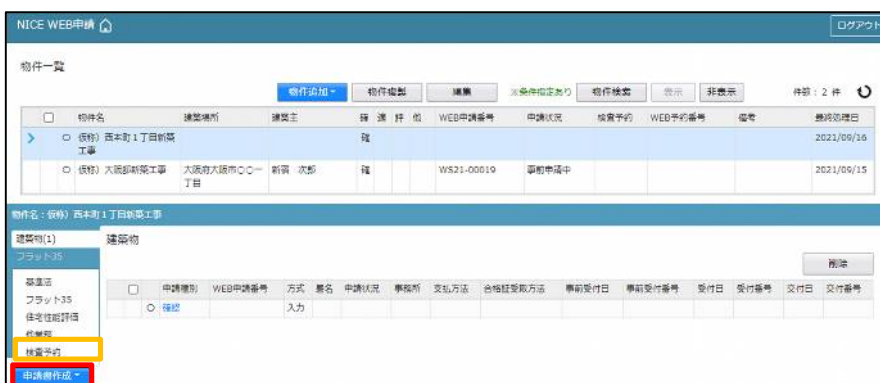 NICE WEB申請
ログアウト
物件一覧
物件追加 物件複製 編集 ※条件指定あり 物件検索 表示 非表示 件数：2 件
物件名 建築場所 建築主 確 適 評 他 WEB申請番号 申請状況 検査予約 WEB予約番号 備考 最終処理日
仮称）西本町１丁目新築 確 2021/09/16
工事
仮称）大阪邸新築工事 大阪府大阪市〇〇一 次郎 確 WS21-00019 事前申請中 2021/09/15
丁目
物件名：仮称）西本町１丁目新築工事
建築物(1)
フラット35
建築物
削除
基準法
フラット35
住宅性能評価
検査予約
申請書作成
申請種別 WEB申請番号 方式 署名 申請状況 事務所 支払方法 合格証受取方法 事前受付日 事前受付番号 受付日 受付番号 交付日 交付番号
確認 入力